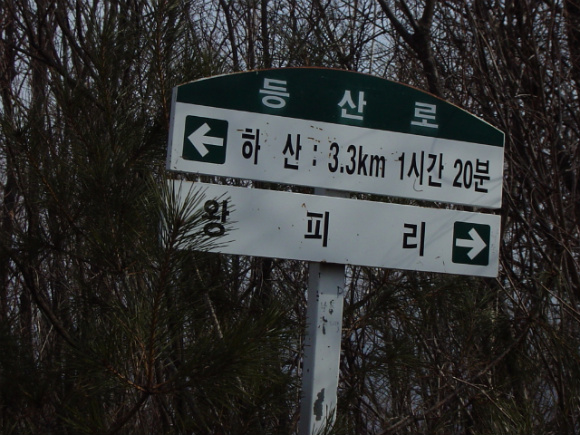 등산로
하산 : 3.3km 1시간 20분
왕피리